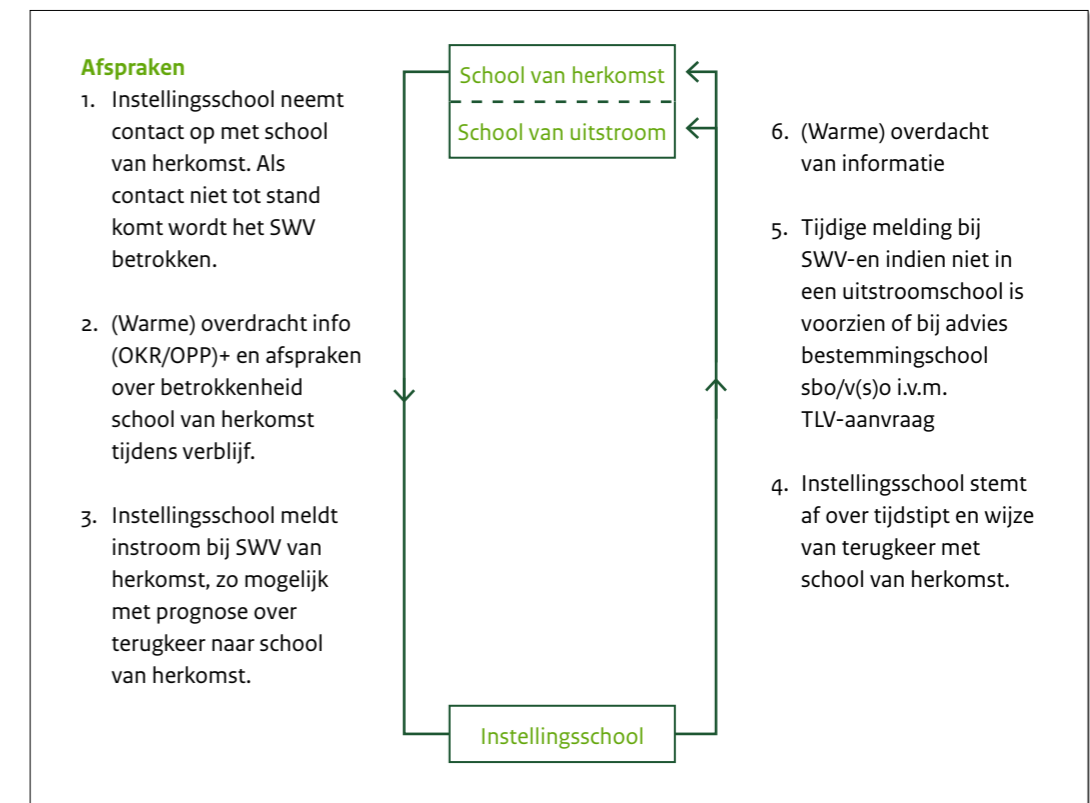 Afspraken
1. Instellingsschool neemt
contact op met school
van herkomst. Als
contact niet tot stand
komt wordt het SWV
betrokken.
2. (Warme) overdracht info
(OKR/OPP)+ en afspraken
over betrokkenheid
school van herkomst
tijdens verblijf.
3. Instellingsschool meldt
instroom bij SWV van
herkomst, zo mogelijk
met prognose over
terugkeer naar school
van herkomst.
School van herkomst
School van uitstroom
Instellingsschool
6. (Warme) overdacht
van informatie
5. Tijdige melding bij
SWV-en indien niet in
een uitstroomschool is
voorzien of bij advies
bestemmingschool
sbo/v(s)o i.v.m.
TLV-aanvraag
4. Instellingsschool stemt
af over tijdstipt en wijze
van terugkeer met
school van herkomst.